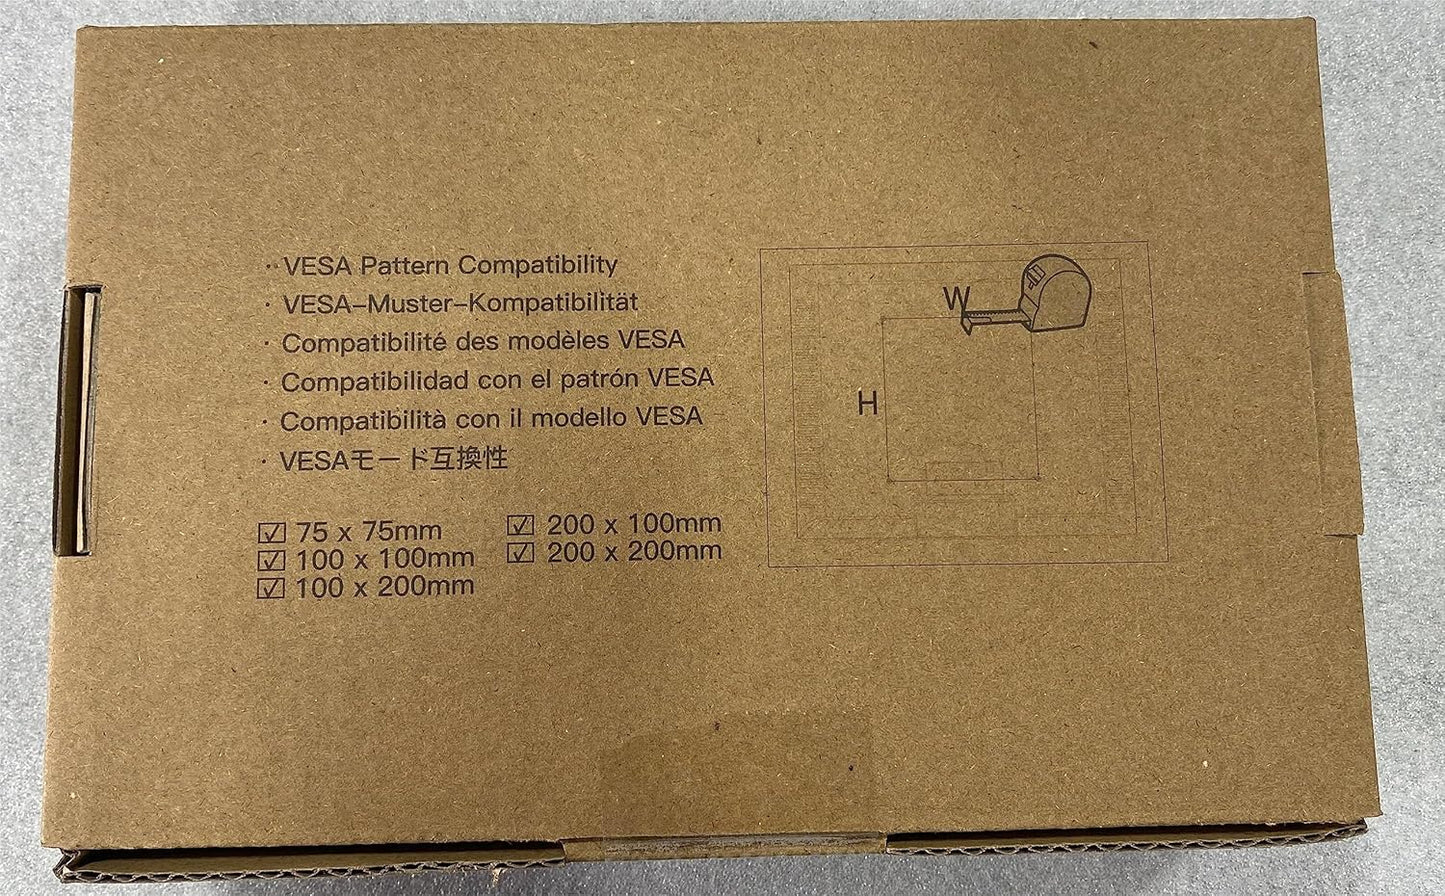 · VESA Pattern Compatibility
· VESA-Muster-Kompatibilität
· Compatibilité des modèles VESA
· Compatibilidad con el patrón VESA
· Compatibilità con il modello VESA
· VESAモード互換性
☑ 75 x 75mm
☑ 100 x 100mm
☑ 100 x 200mm
☑ 200 x 100mm
☑ 200 x 200mm
W
H